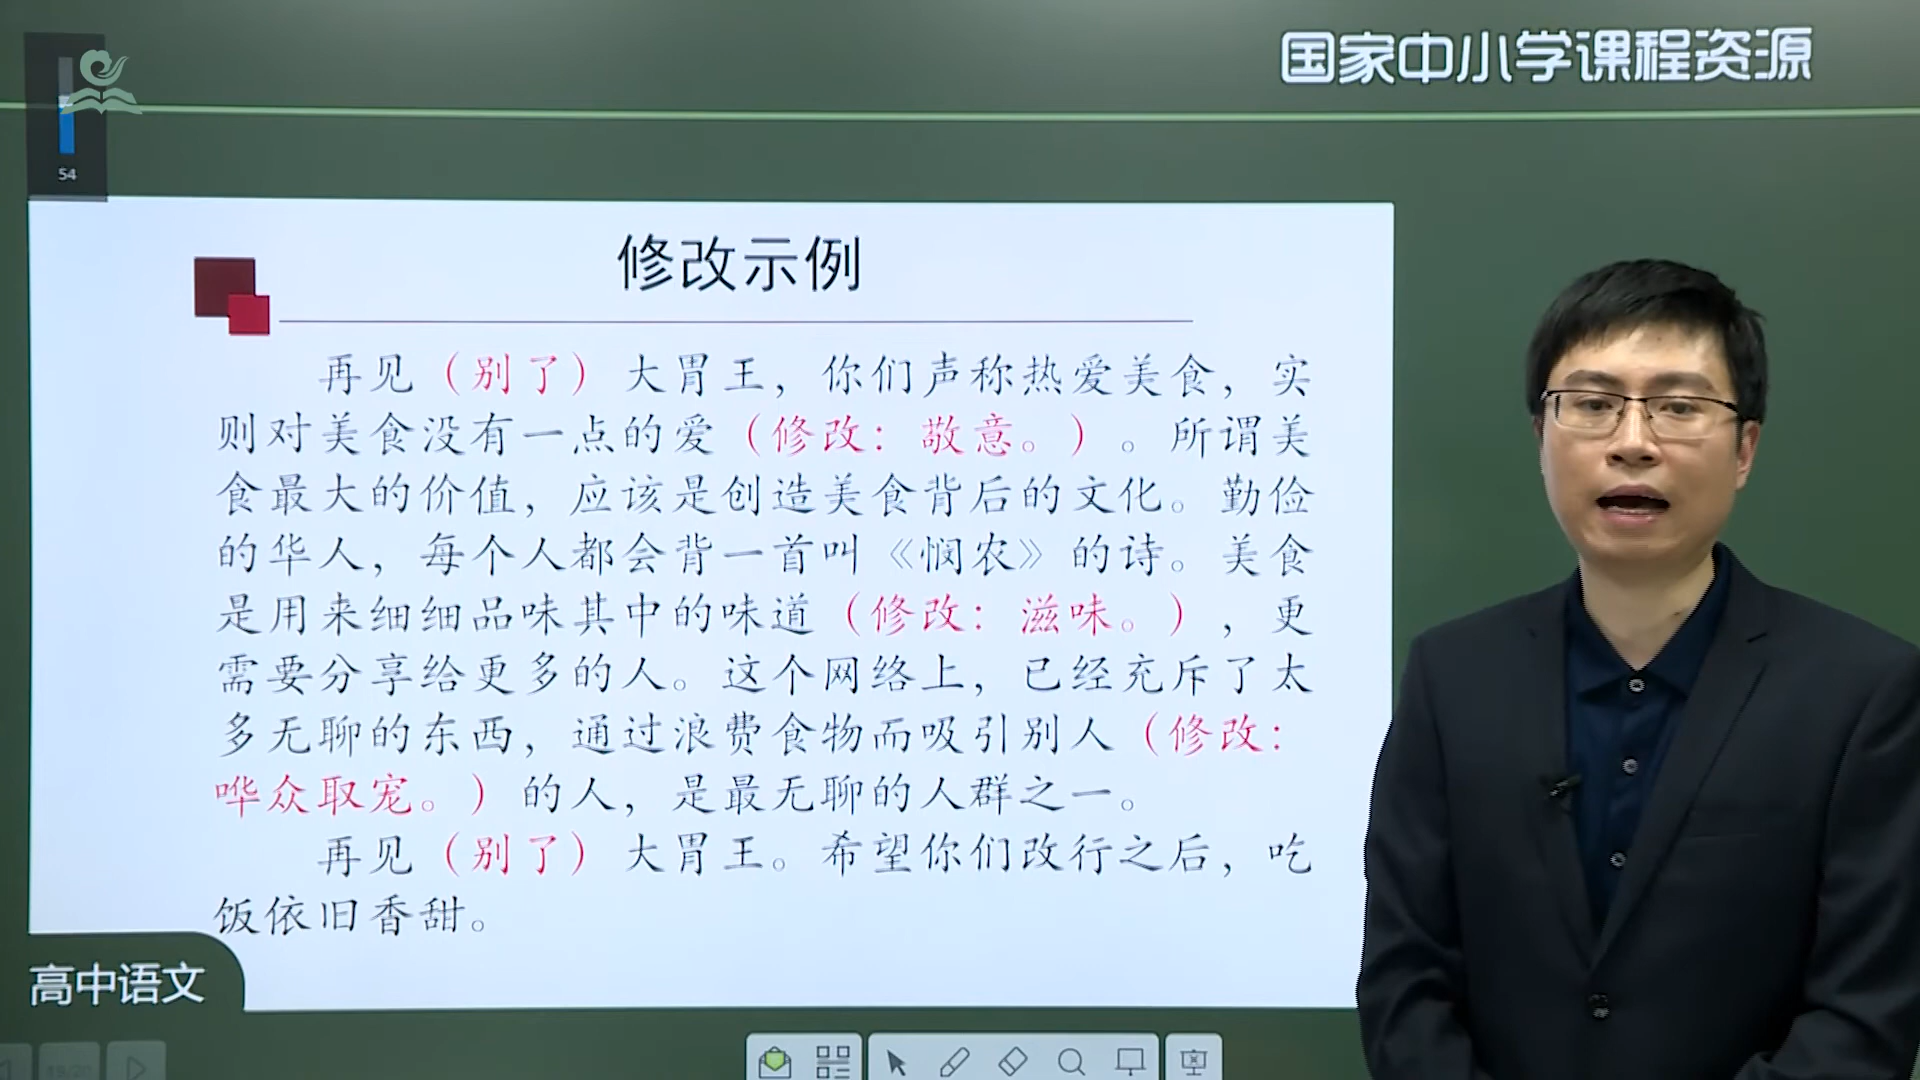 国家中小学课程资源
54
修改示例
再见（别了）大胃王，你们声称热爱美食，实
则对美食没有一点的爱（修改：敬意。）。所谓美
食最大的价值，应该是创造美食背后的文化。勤俭
的华人，每个人都会背一首叫《悯农》的诗。美食
是用来细细品味其中的味道（修改：滋味。），更
需要分享给更多的人。这个网络上，已经充斥了太
多无聊的东西，通过浪费食物而吸引别人（修改：
哗众取宠。）的人，是最无聊的人群之一。
再见（别了）大胃王。希望你们改行之后，吃
饭依旧香甜。
高中语文